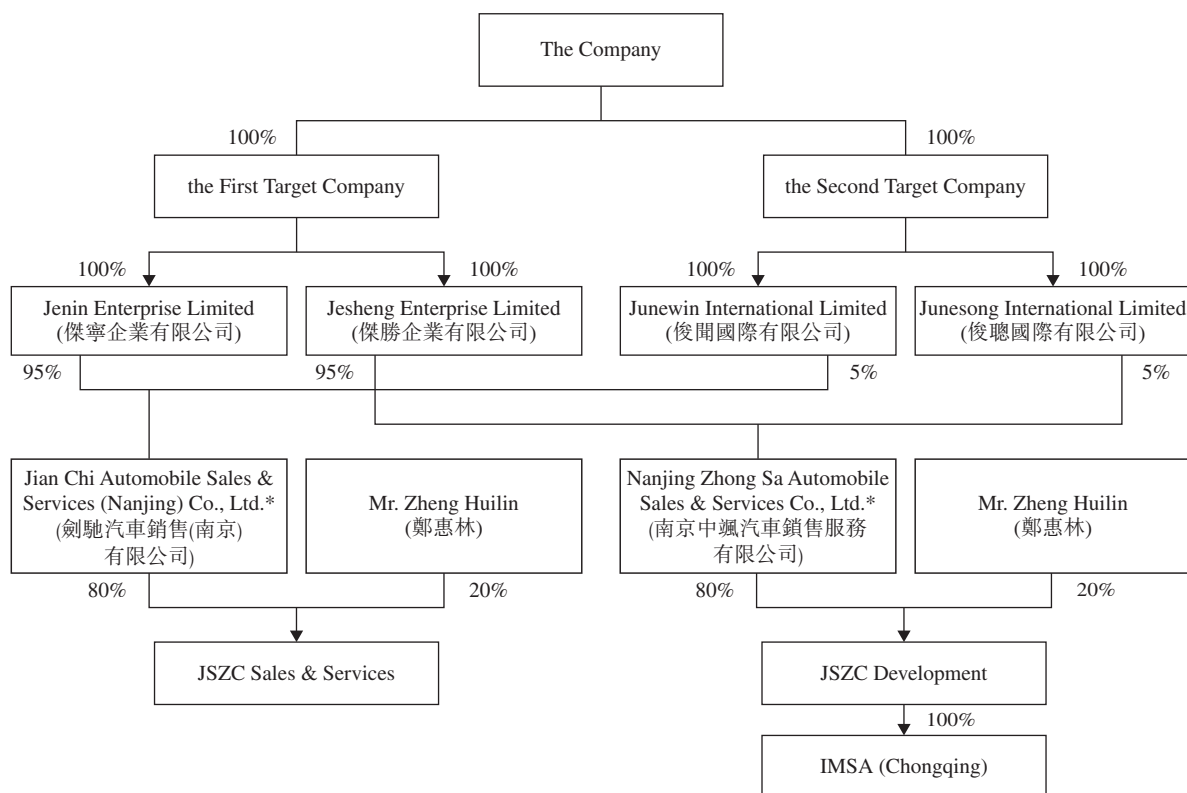 The Company
100%
100%
the First Target Company
the Second Target Company
100%
100%
100%
100%
Jenin Enterprise Limited
(傑寧企業有限公司)
Jesheng Enterprise Limited
(傑勝企業有限公司)
Junewin International Limited
(俊聞國際有限公司)
Junesong International Limited
(俊聰國際有限公司)
95%
95%
5%
5%
Jian Chi Automobile Sales &
Services (Nanjing) Co., Ltd.*
(劍馳汽車銷售(南京)
有限公司)
Mr. Zheng Huilin
(鄭惠林)
Nanjing Zhong Sa Automobile
Sales & Services Co., Ltd.*
(南京中颯汽車銷售服務
有限公司)
Mr. Zheng Huilin
(鄭惠林)
80%
20%
80%
20%
JSZC Sales & Services
JSZC Development
100%
IMSA (Chongqing)